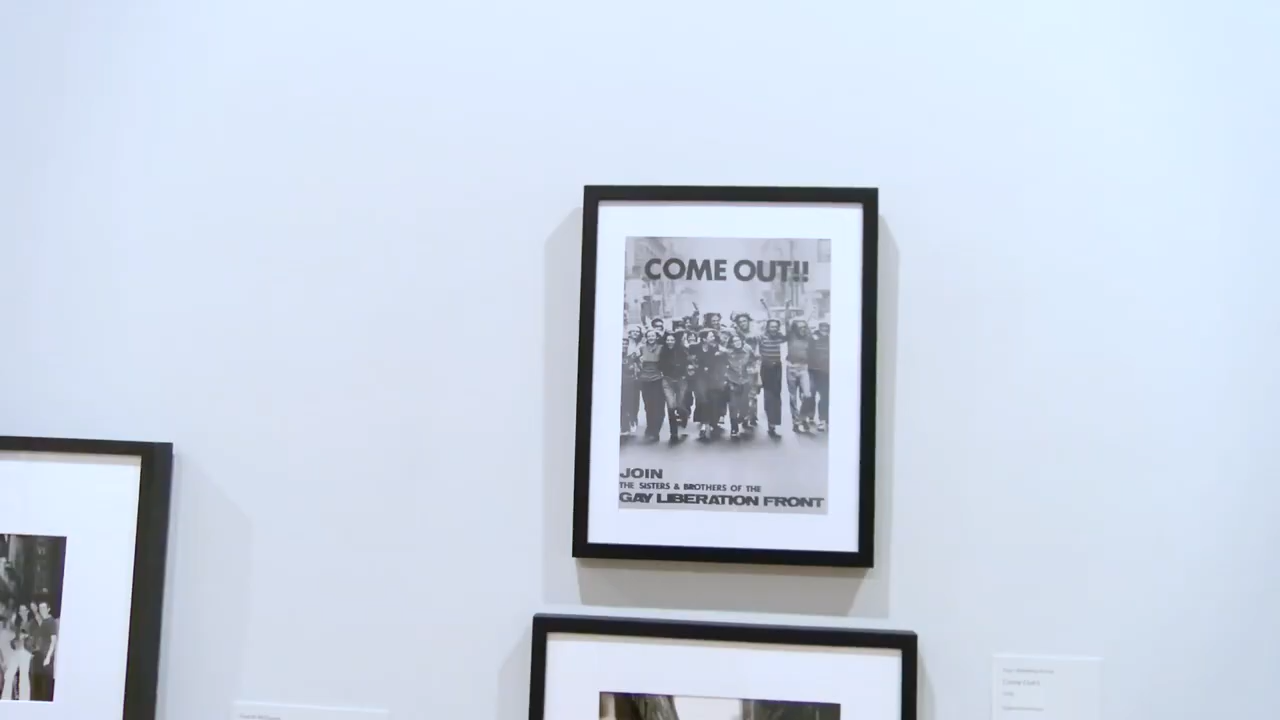 COME OUT!!
JOIN
THE SISTERS & BROTHERS OF THE
GAY LIBERATION FRONT